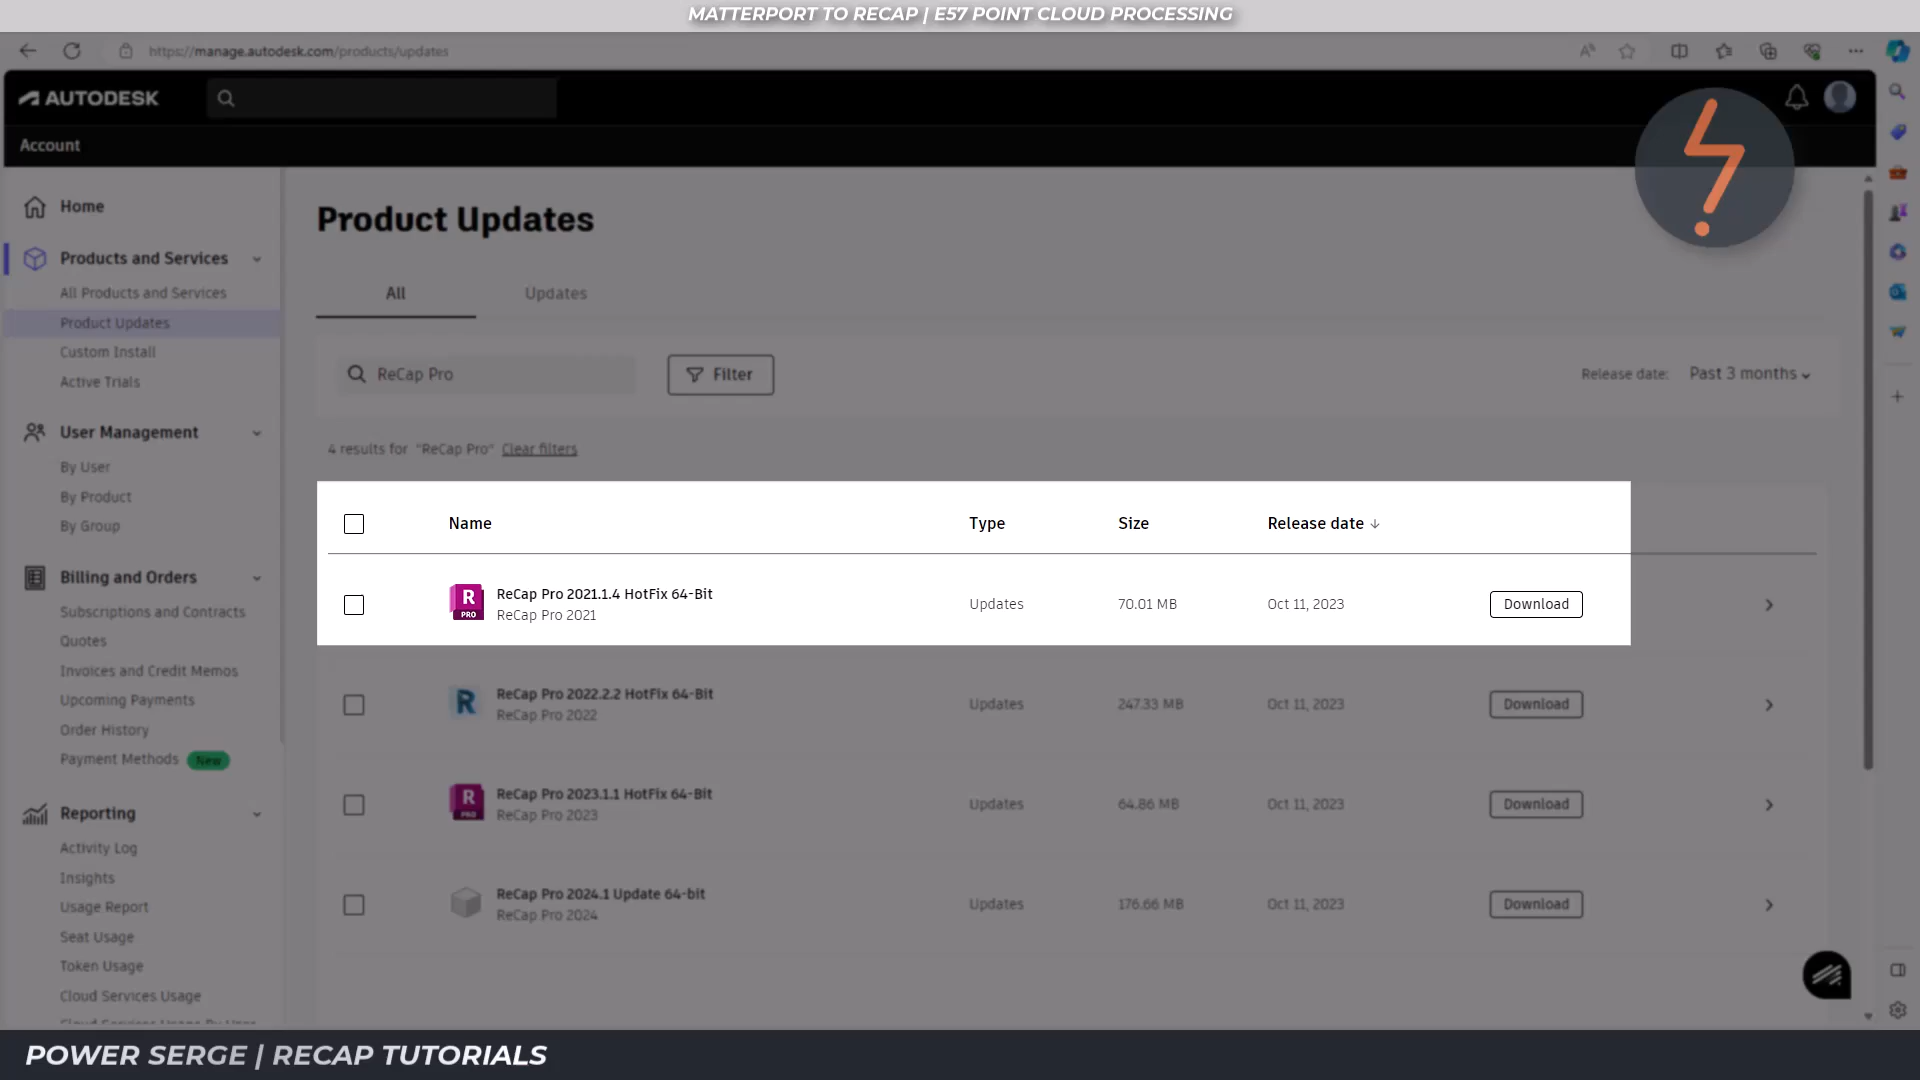 MATTERPORT TO RECAP | E57 POINT CLOUD PROCESSING
https://manage.autodesk.com/products/updates
AUTODESK
Account
Home
Products and Services
All Products and Services
Product Updates
Custom Install
Active Trials
User Management
By User
By Product
By Group
Billing and Orders
Subscriptions and Contracts
Quotes
Invoices and Credit Memos
Upcoming Payments
Order History
Payment Methods New
Reporting
Activity Log
Insights
Usage Report
Seat Usage
Token Usage
Cloud Services Usage
Cloud Services Usage By User
Product Updates
All Updates
ReCap Pro Filter Release date: Past 3 months
4 results for "ReCap Pro" Clear filters
Name Type Size Release date
ReCap Pro 2021.1.4 HotFix 64-Bit
ReCap Pro 2021
R PRO
Updates 70.01 MB Oct 11, 2023 Download
ReCap Pro 2022.2.2 HotFix 64-Bit
ReCap Pro 2022
R
Updates 247.33 MB Oct 11, 2023 Download
ReCap Pro 2023.1.1 HotFix 64-Bit
ReCap Pro 2023
R PRO
Updates 64.86 MB Oct 11, 2023 Download
ReCap Pro 2024.1 Update 64-bit
ReCap Pro 2024
Updates 176.66 MB Oct 11, 2023 Download
POWER SERGE | RECAP TUTORIALS